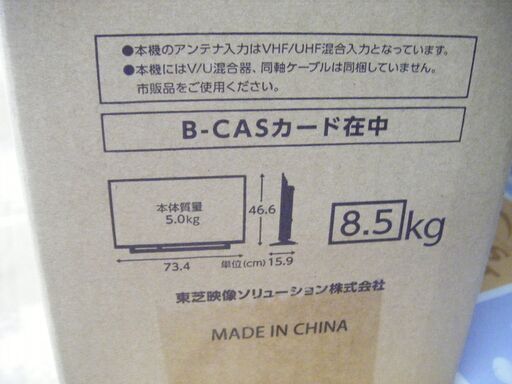 ●本機のアンテナ入力はVHF/UHF混合入力となっています。
●本機にはV/U混合器、同軸ケーブルは同梱していません。
市販品をご使用ください。
B-CASカード在中
本体質量
5.0kg
46.6
8.5kg
73.4
単位(cm)
15.9
東芝映像ソリューション株式会社
MADE IN CHINA